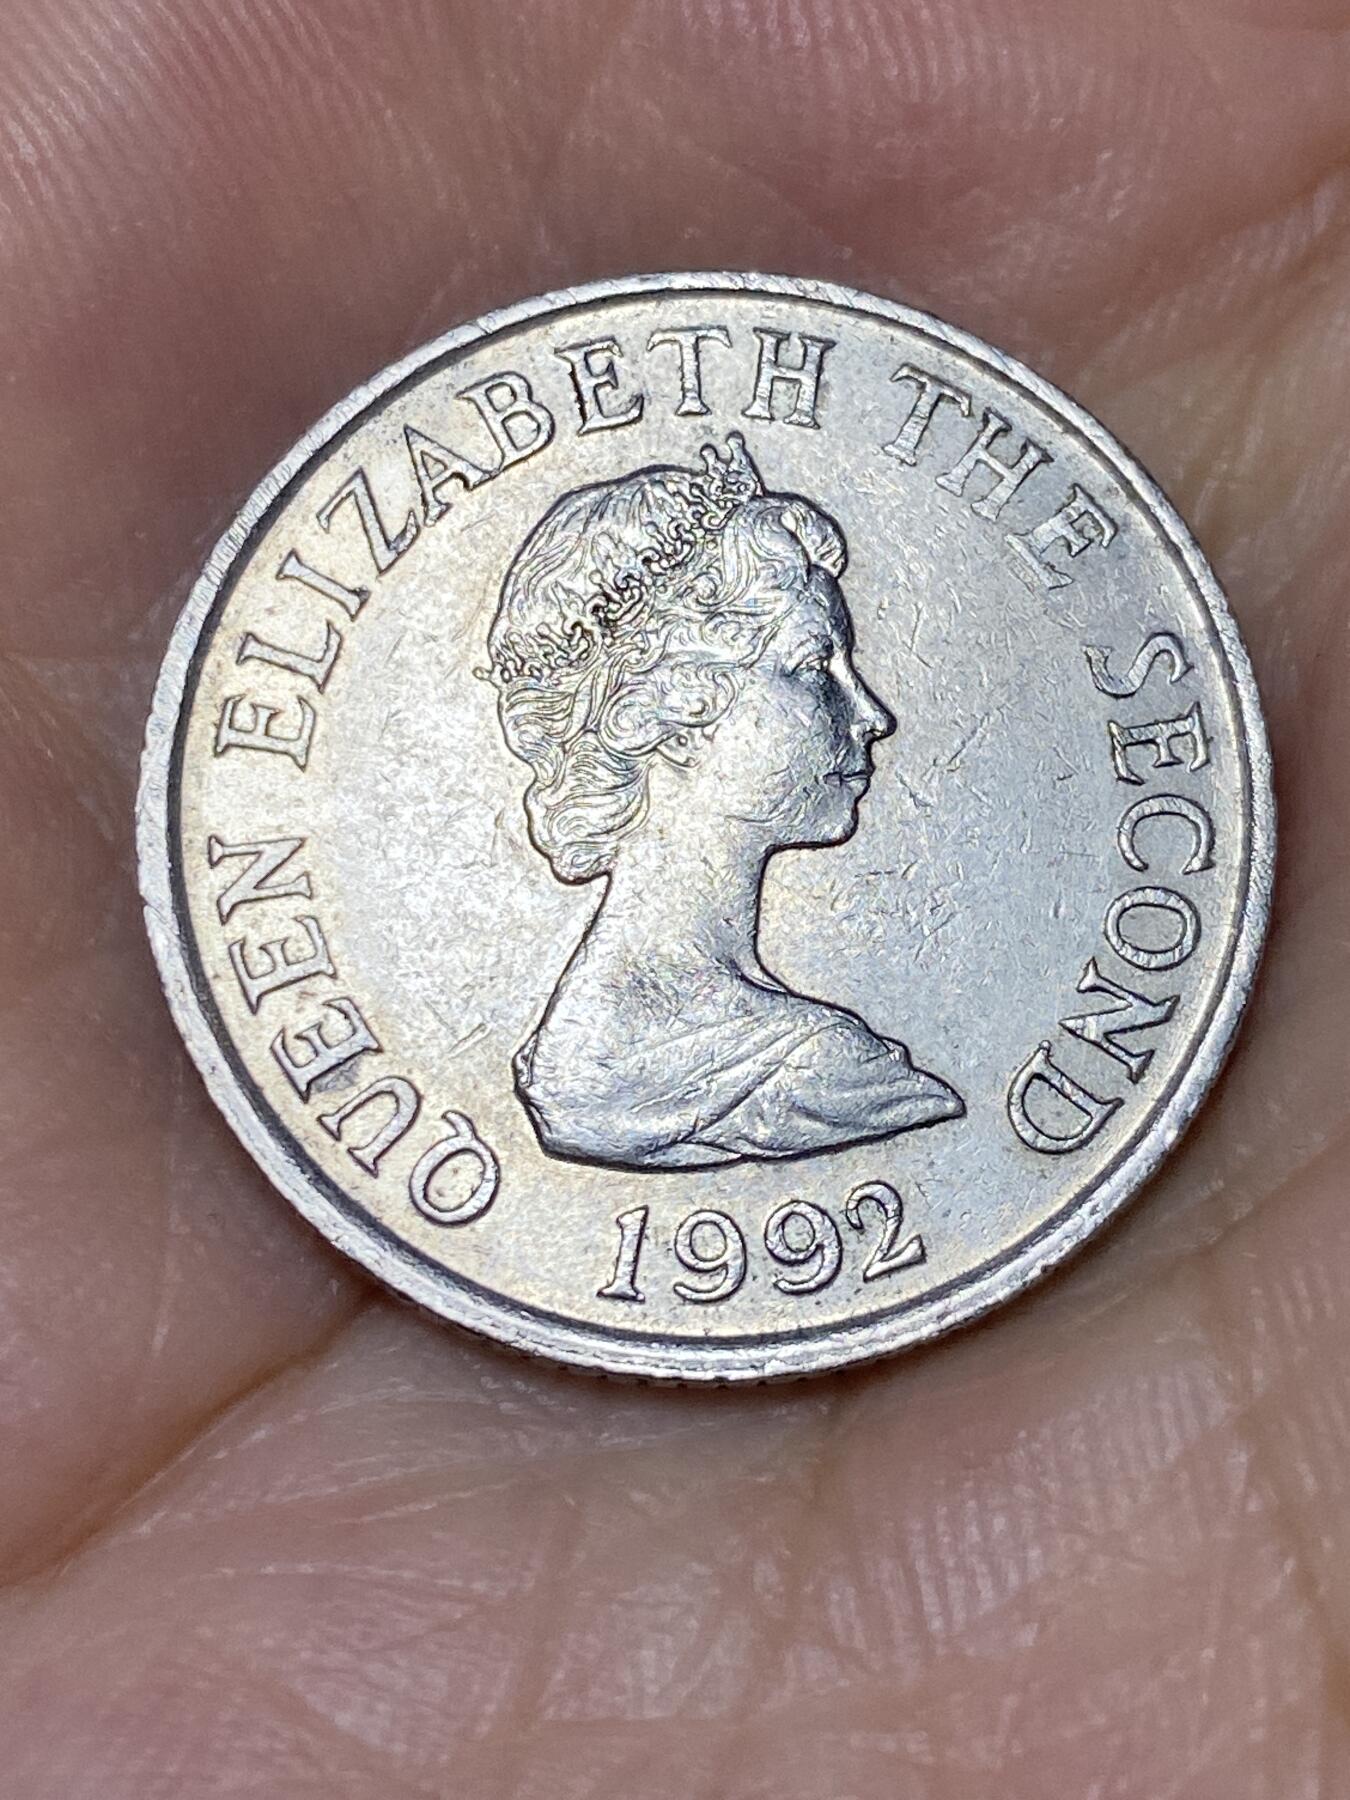 QUEEN ELIZABETH THE SECOND
1992